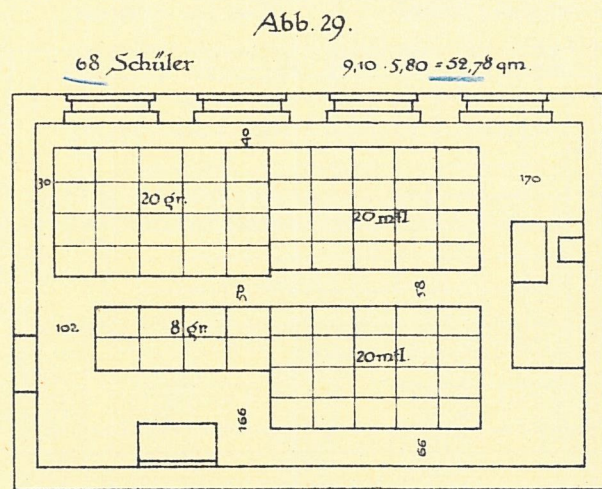 Abb. 29.
68 Schüler 9,10 · 5,80 = 52,78 qm.
40
30 20 gr. 20 mtl. 170
50 58
102 8 gr. 20 mtl.
166 66